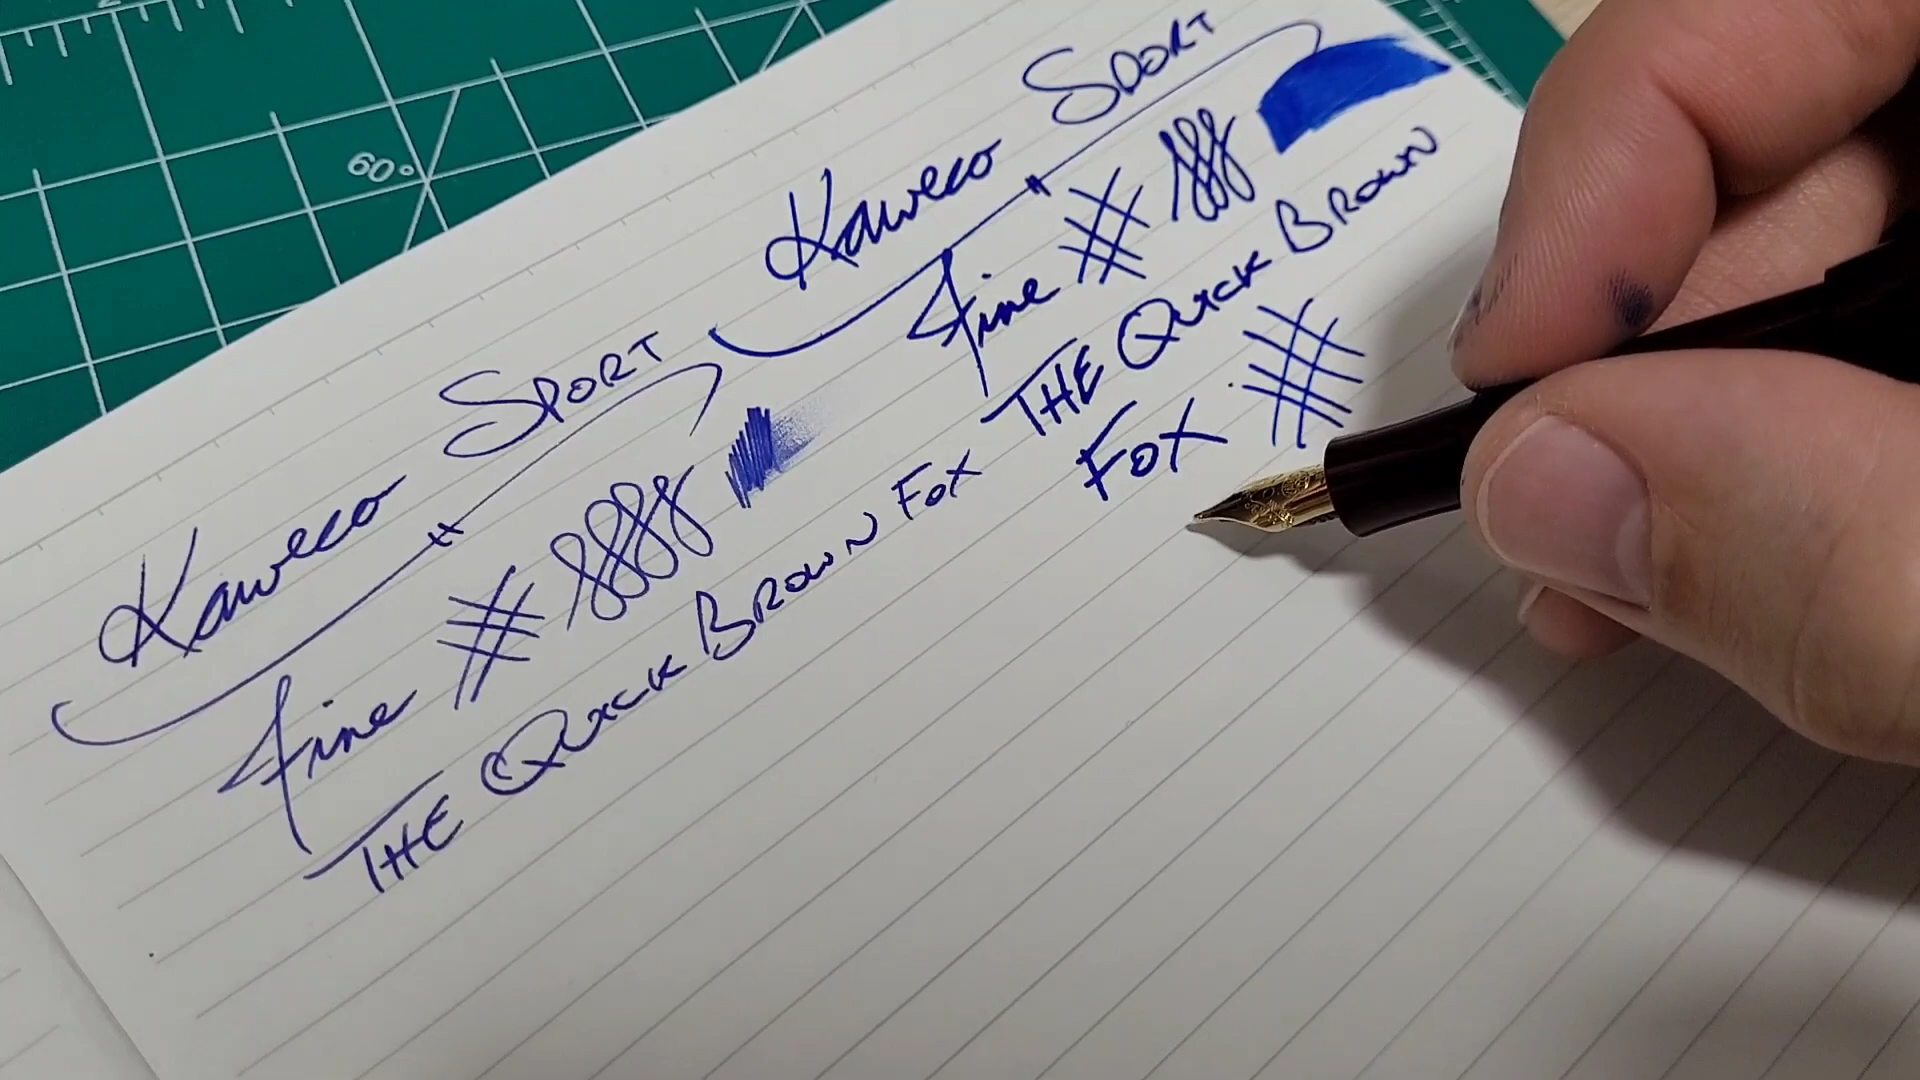 60°
Kaweco Sport
Fine
THE QUICK BROWN FOX
Kaweco Sport
Fine
THE QUICK BROWN
FOX